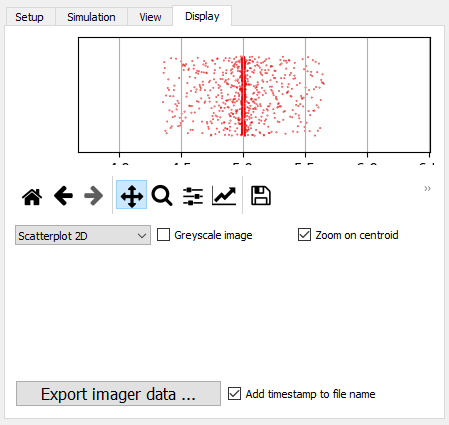 Setup Simulation View Display
Scatterplot 2D Greyscale image Zoom on centroid
Export imager data ... Add timestamp to file name